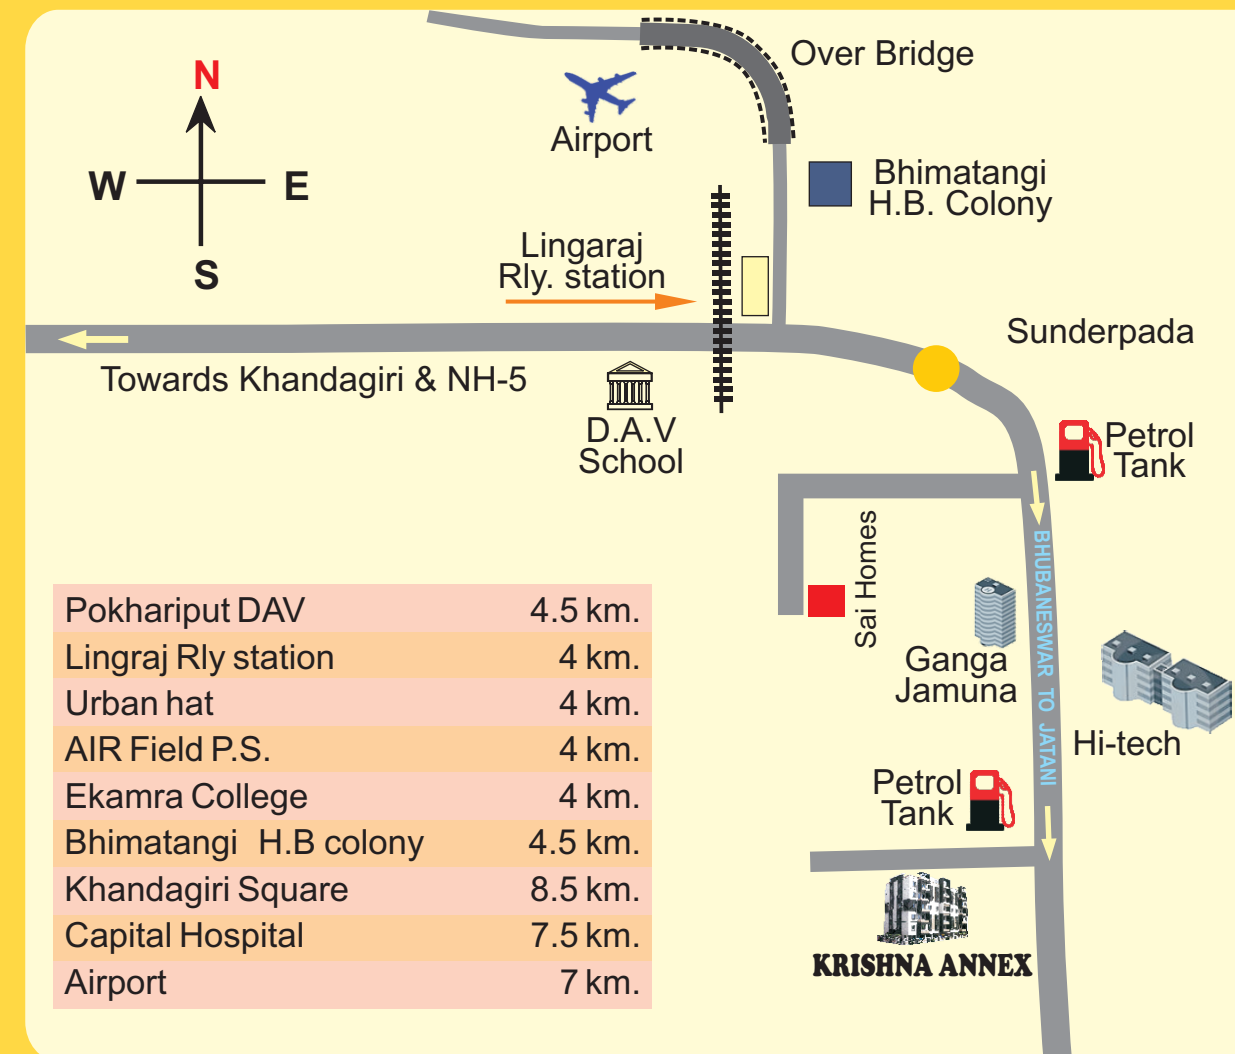 Over Bridge
N
Airport
W E
Bhimatangi
H.B. Colony
S
Lingaraj
Rly. station
Sunderpada
Towards Khandagiri & NH-5
D.A.V
School
Petrol
Tank
Sai Homes
BHUBANESWAR TO JATANI
Ganga
Jamuna
Hi-tech
Petrol
Tank
KRISHNA ANNEX
Pokhariput DAV 4.5 km.
Lingraj Rly station 4 km.
Urban hat 4 km.
AIR Field P.S. 4 km.
Ekamra College 4 km.
Bhimatangi H.B colony 4.5 km.
Khandagiri Square 8.5 km.
Capital Hospital 7.5 km.
Airport 7 km.